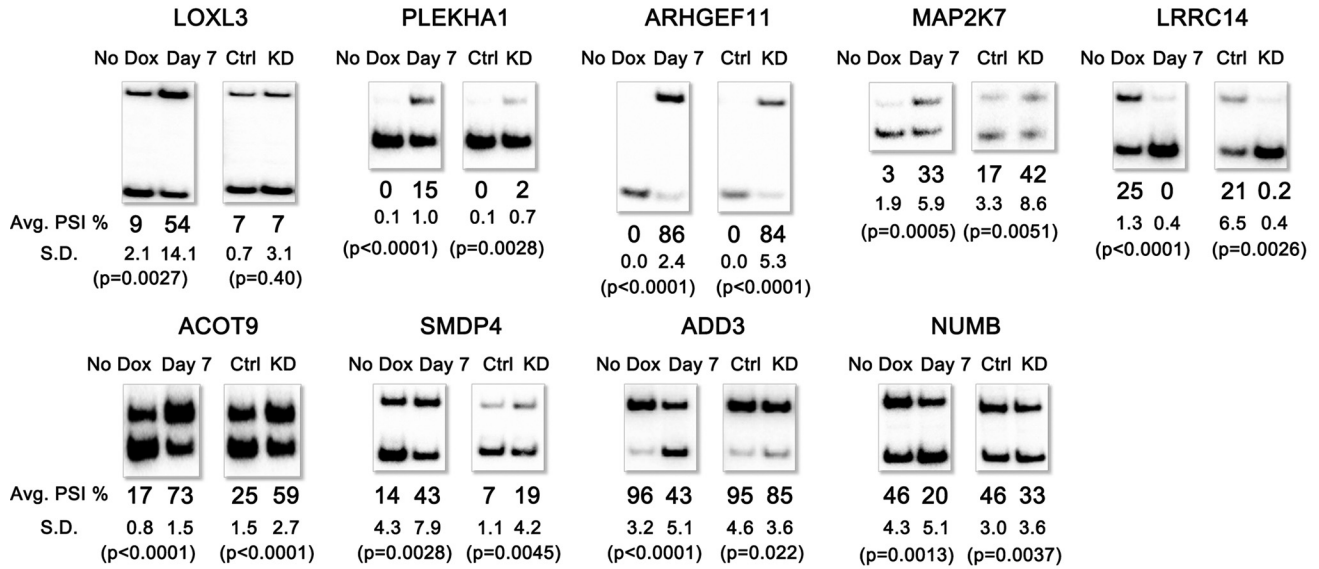 LOXL3 PLEKHA1 ARHGEF11 MAP2K7 LRRC14
No Dox Day 7 Ctrl KD No Dox Day 7 Ctrl KD No Dox Day 7 Ctrl KD No Dox Day 7 Ctrl KD No Dox Day 7 Ctrl KD
Avg. PSI % 9 54 7 7
S.D. 2.1 14.1 0.7 3.1
(p=0.0027) (p=0.40)
0 15 0 2
0.1 1.0 0.1 0.7
(p<0.0001) (p=0.0028)
0 86 0 84
0.0 2.4 0.0 5.3
(p<0.0001) (p<0.0001)
3 33 17 42
1.9 5.9 3.3 8.6
(p=0.0005) (p=0.0051)
25 0 21 0.2
1.3 0.4 6.5 0.4
(p<0.0001) (p=0.0026)
ACOT9 SMDP4 ADD3 NUMB
No Dox Day 7 Ctrl KD No Dox Day 7 Ctrl KD No Dox Day 7 Ctrl KD No Dox Day 7 Ctrl KD
Avg. PSI % 17 73 25 59 14 43 7 19 96 43 95 85 46 20 46 33
S.D. 0.8 1.5 1.5 2.7 4.3 7.9 1.1 4.2 3.2 5.1 4.6 3.6 4.3 5.1 3.0 3.6
(p<0.0001) (p<0.0001) (p=0.0028) (p=0.0045) (p<0.0001) (p=0.022) (p=0.0013) (p=0.0037)